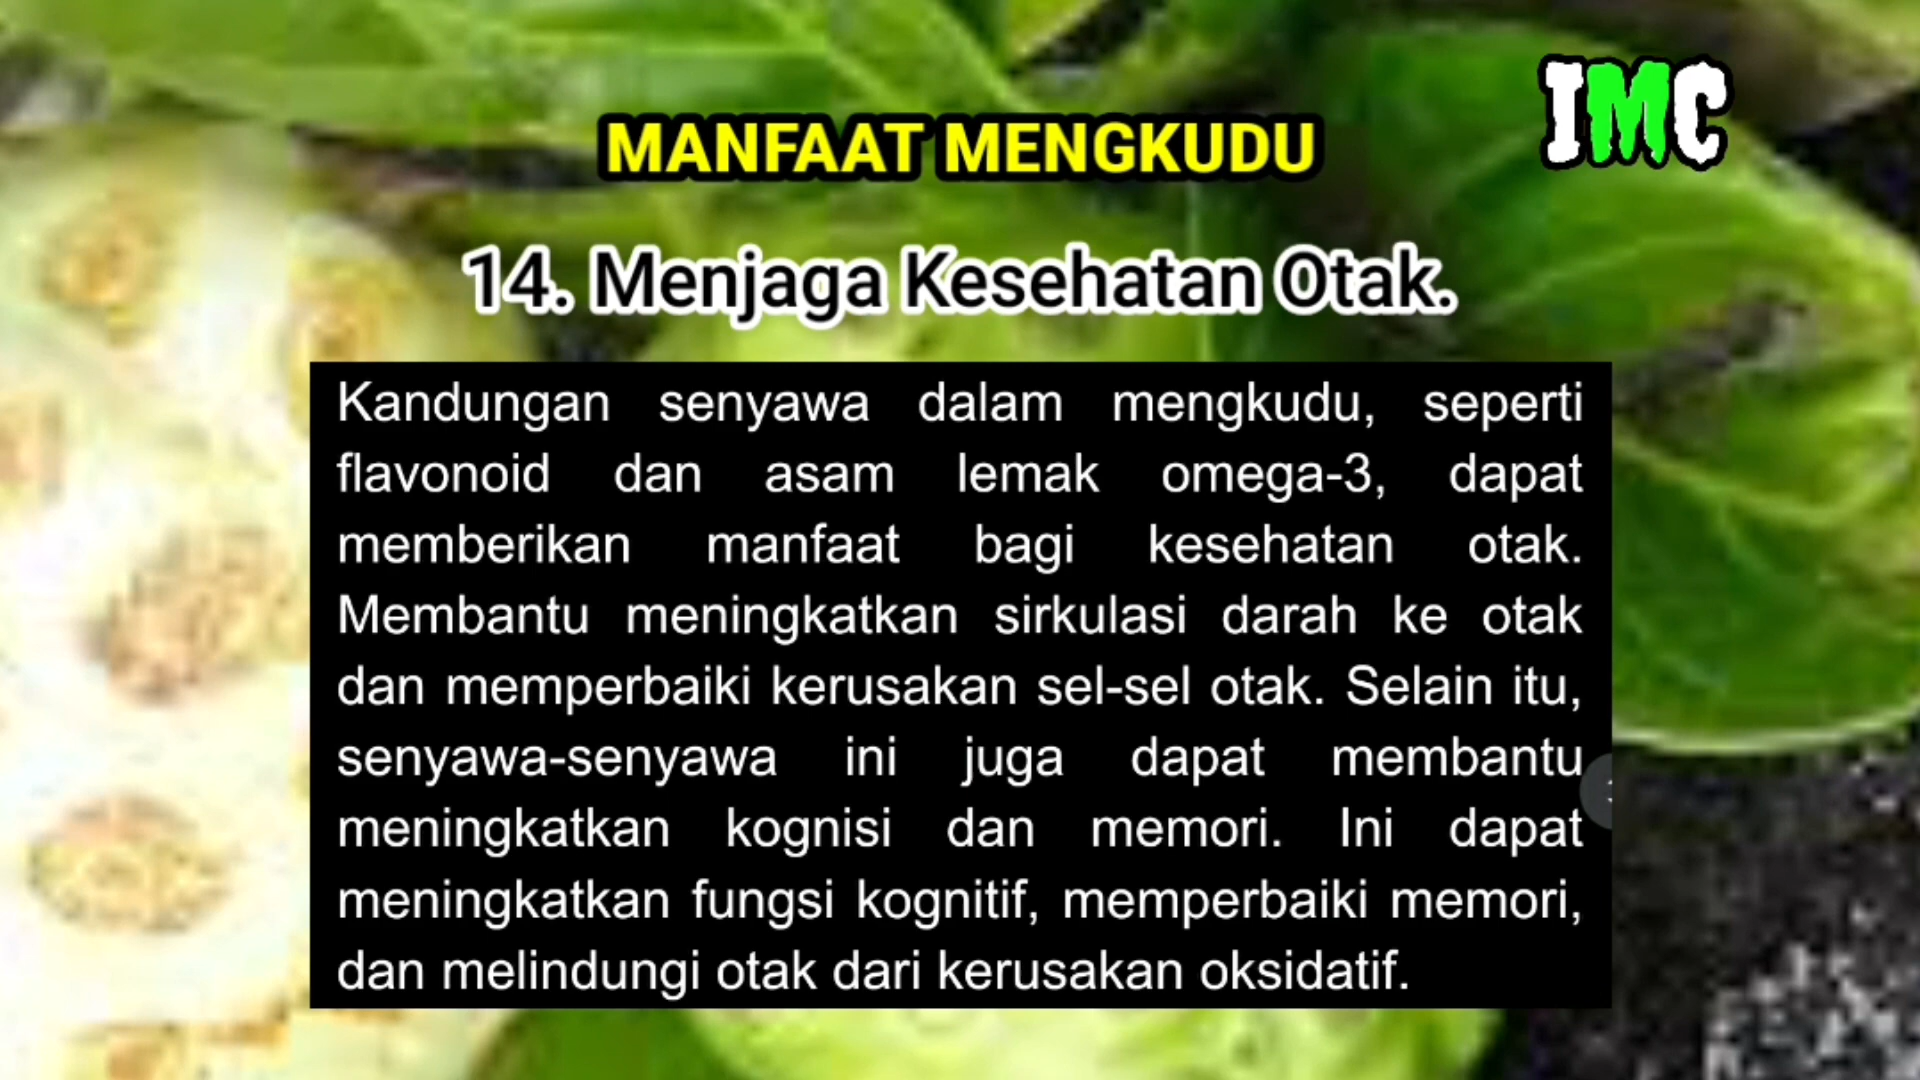 IMC
MANFAAT MENGKUDU
14. Menjaga Kesehatan Otak.
Kandungan senyawa dalam mengkudu, seperti
flavonoid dan asam lemak omega-3, dapat
memberikan manfaat bagi kesehatan otak.
Membantu meningkatkan sirkulasi darah ke otak
dan memperbaiki kerusakan sel-sel otak. Selain itu,
senyawa-senyawa ini juga dapat membantu
meningkatkan kognisi dan memori. Ini dapat
meningkatkan fungsi kognitif, memperbaiki memori,
dan melindungi otak dari kerusakan oksidatif.